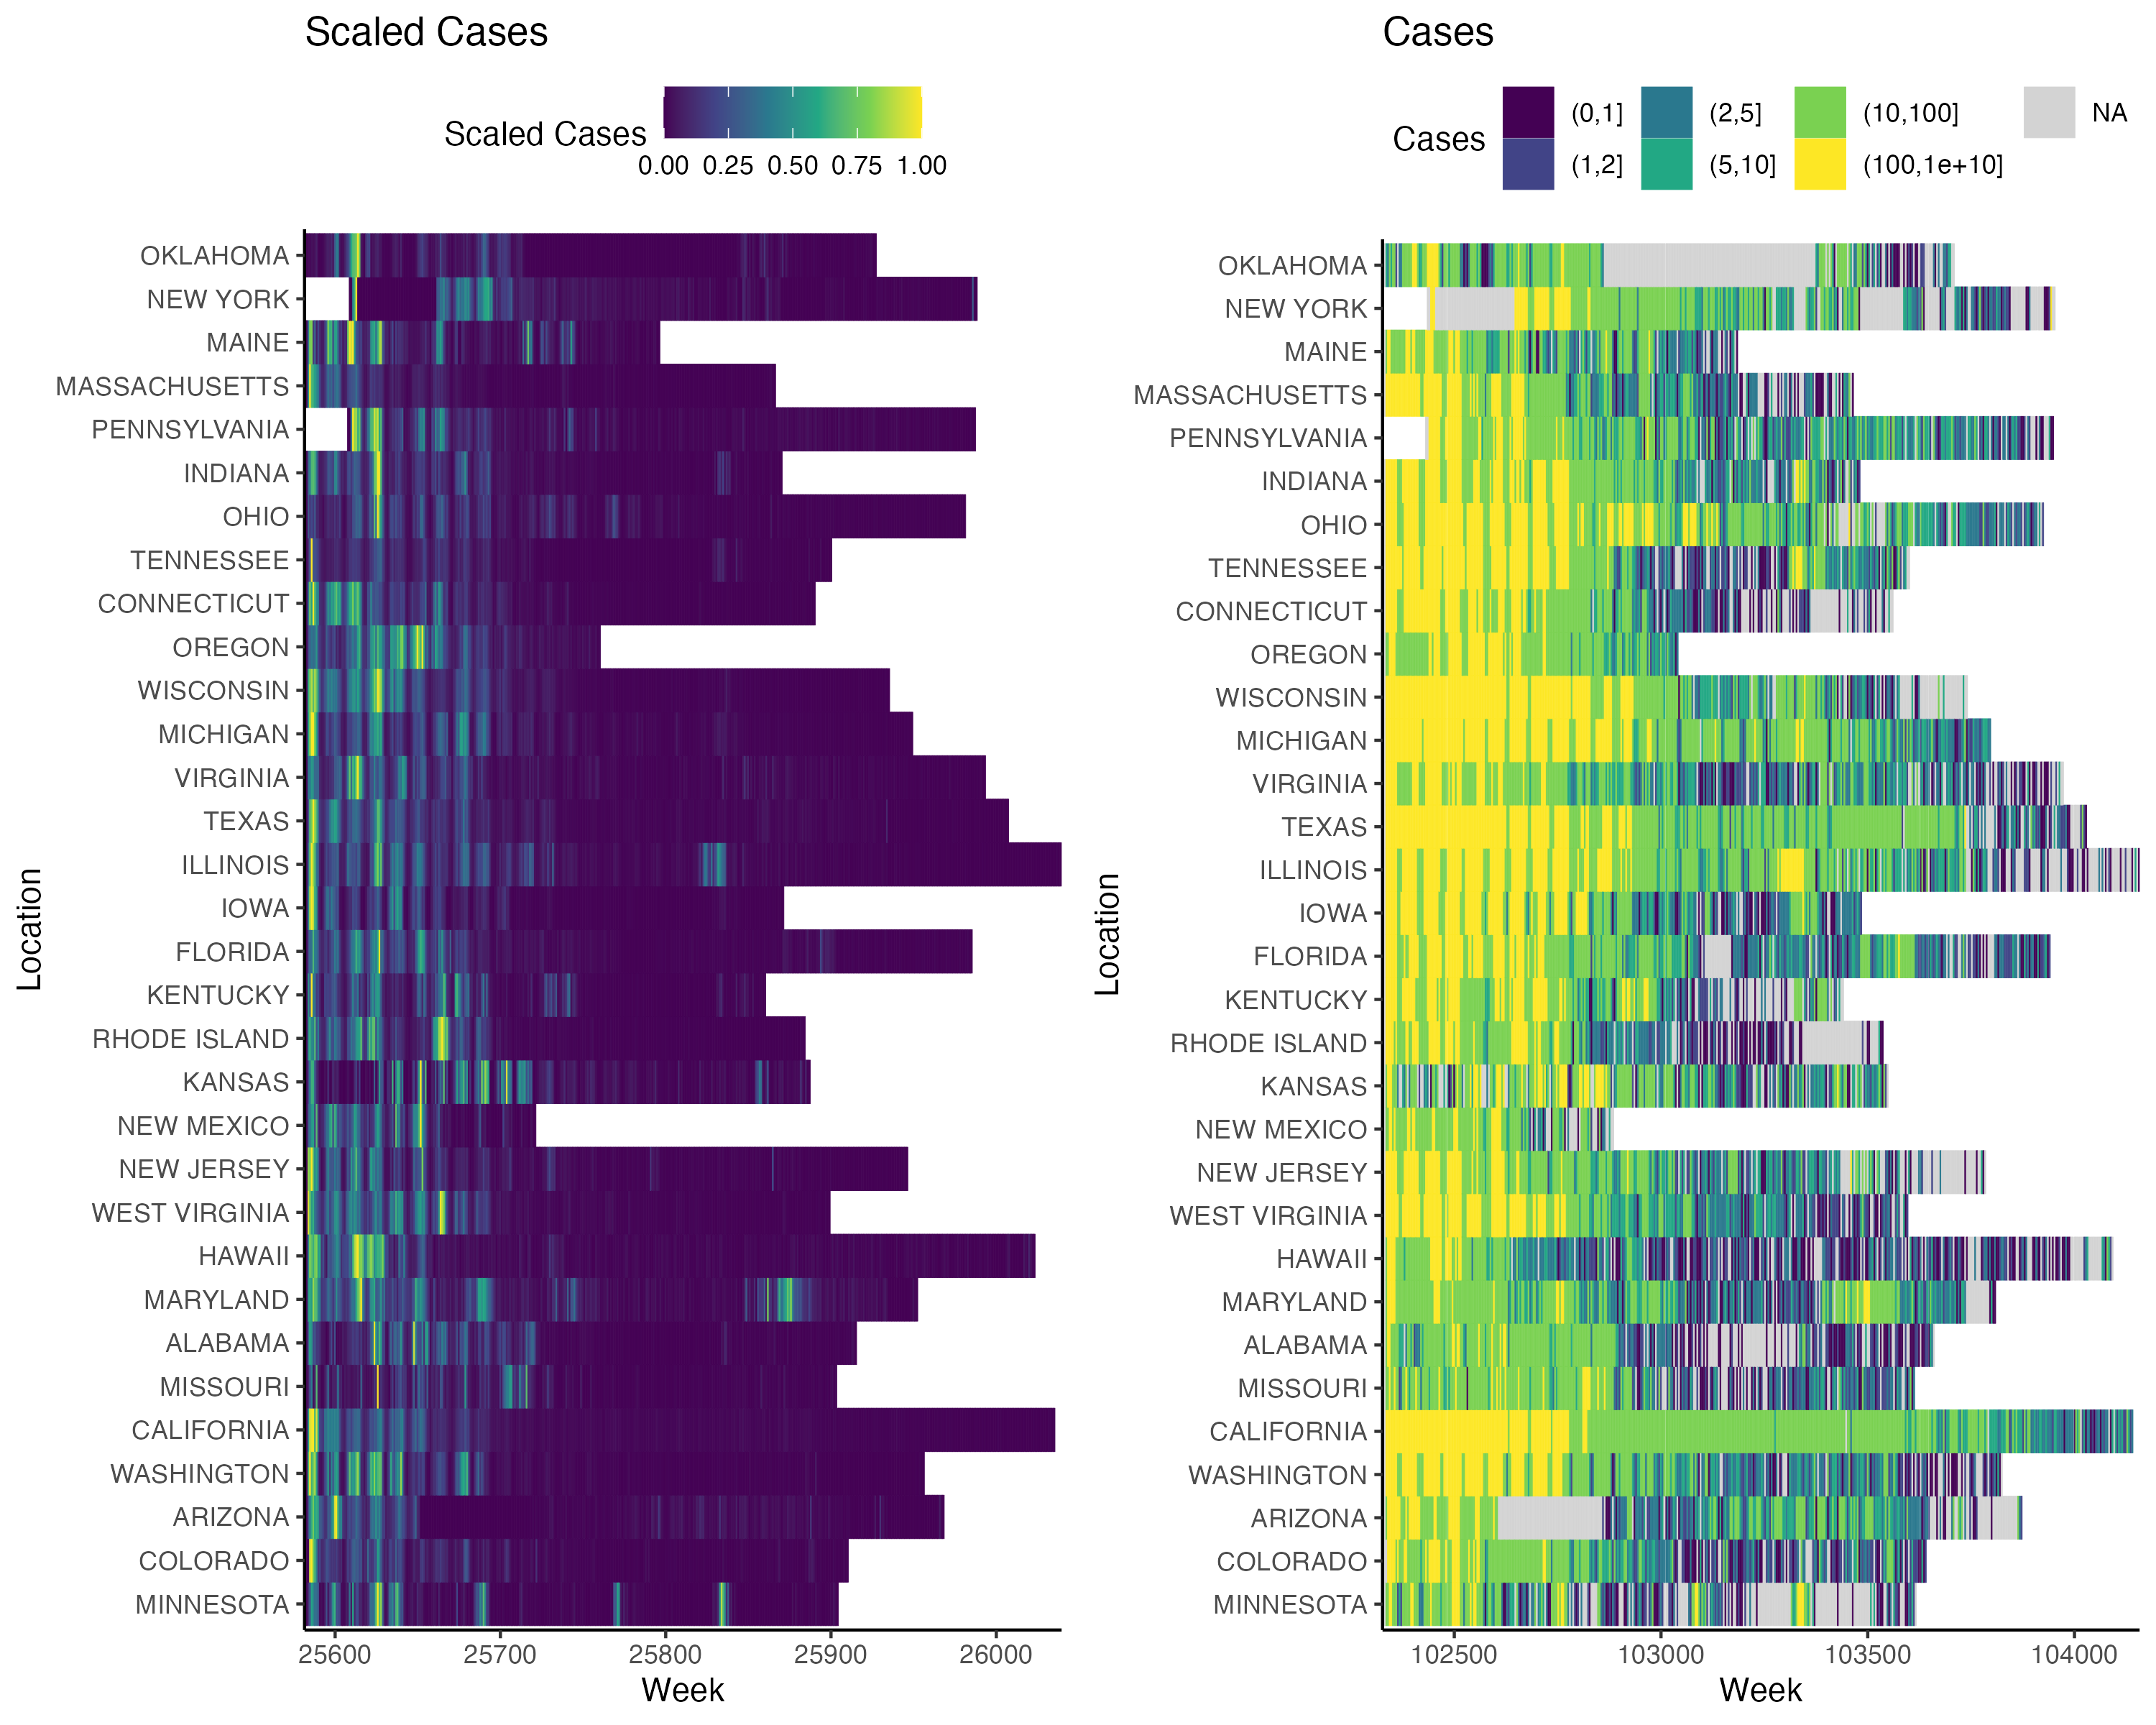 Scaled Cases
Scaled Cases
0.00 0.25 0.50 0.75 1.00
OKLAHOMA
NEW YORK
MAINE
MASSACHUSETTS
PENNSYLVANIA
INDIANA
OHIO
TENNESSEE
CONNECTICUT
OREGON
WISCONSIN
MICHIGAN
VIRGINIA
TEXAS
ILLINOIS
IOWA
FLORIDA
KENTUCKY
RHODE ISLAND
KANSAS
NEW MEXICO
NEW JERSEY
WEST VIRGINIA
HAWAII
MARYLAND
ALABAMA
MISSOURI
CALIFORNIA
WASHINGTON
ARIZONA
COLORADO
MINNESOTA
Location
25600 25700 25800 25900 26000
Week
Cases
Cases
(0,1] (2,5] (10,100] NA
(1,2] (5,10] (100,1e+10]
OKLAHOMA
NEW YORK
MAINE
MASSACHUSETTS
PENNSYLVANIA
INDIANA
OHIO
TENNESSEE
CONNECTICUT
OREGON
WISCONSIN
MICHIGAN
VIRGINIA
TEXAS
ILLINOIS
IOWA
FLORIDA
KENTUCKY
RHODE ISLAND
KANSAS
NEW MEXICO
NEW JERSEY
WEST VIRGINIA
HAWAII
MARYLAND
ALABAMA
MISSOURI
CALIFORNIA
WASHINGTON
ARIZONA
COLORADO
MINNESOTA
Location
102500 103000 103500 104000
Week